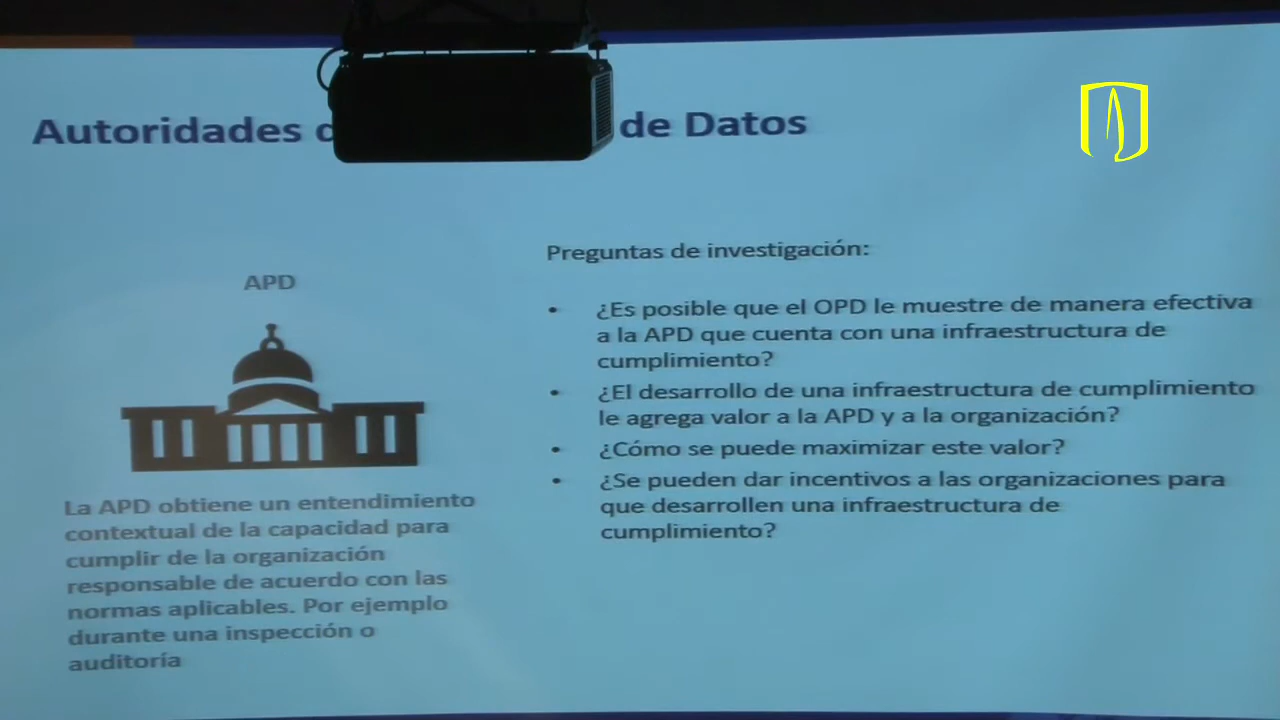 Autoridades de Datos
APD
La APD obtiene un entendimiento
contextual de la capacidad para
cumplir de la organización
responsable de acuerdo con las
normas aplicables. Por ejemplo
durante una inspección o
auditoría
Preguntas de investigación:
• ¿Es posible que el OPD le muestre de manera efectiva
a la APD que cuenta con una infraestructura de
cumplimiento?
• ¿El desarrollo de una infraestructura de cumplimiento
le agrega valor a la APD y a la organización?
• ¿Cómo se puede maximizar este valor?
• ¿Se pueden dar incentivos a las organizaciones para
que desarrollen una infraestructura de
cumplimiento?